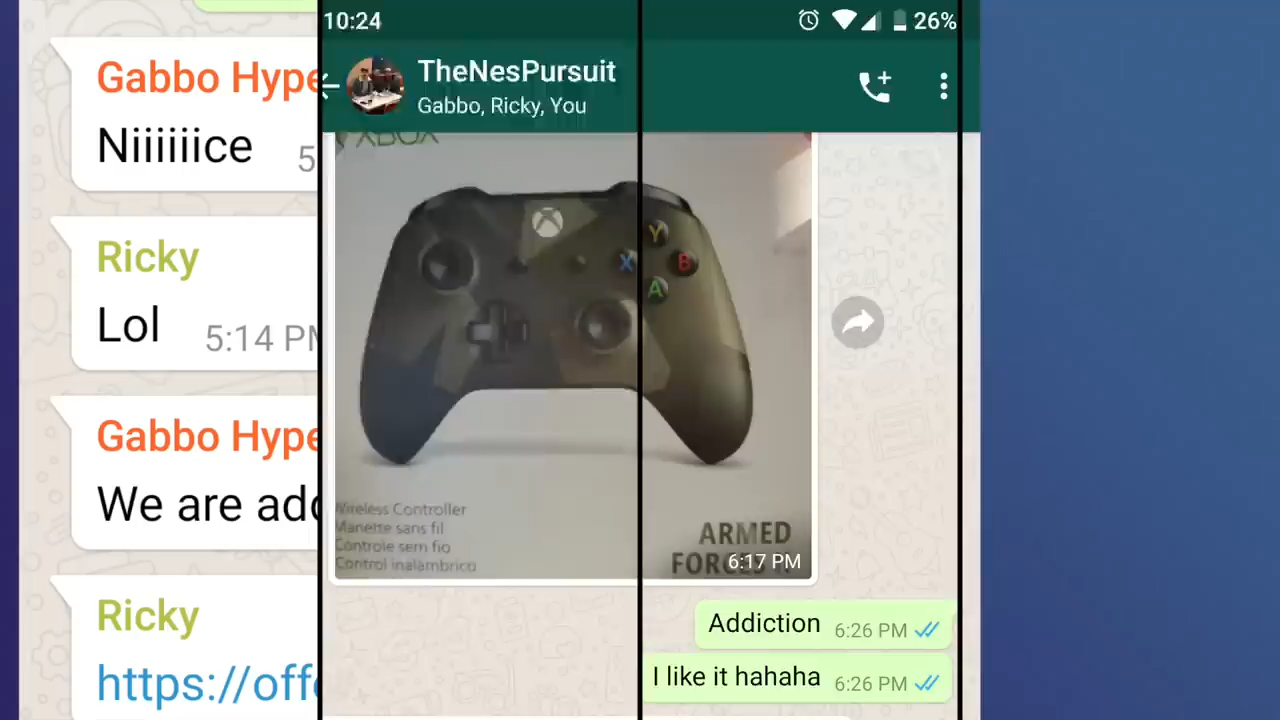 Gabbo Hype
Niiiiiice
5
Ricky
Lol
5:14 PM
Gabbo Hype
We are add
Ricky
https://off
10:24
26%
TheNesPursuit
Gabbo, Ricky, You
XBOX
Y
X
B
A
Wireless Controller
Manette sans fil
Controle sem fio
Control inalámbrico
ARMED
FORCES II
6:17 PM
Addiction 6:26 PM
I like it hahaha 6:26 PM